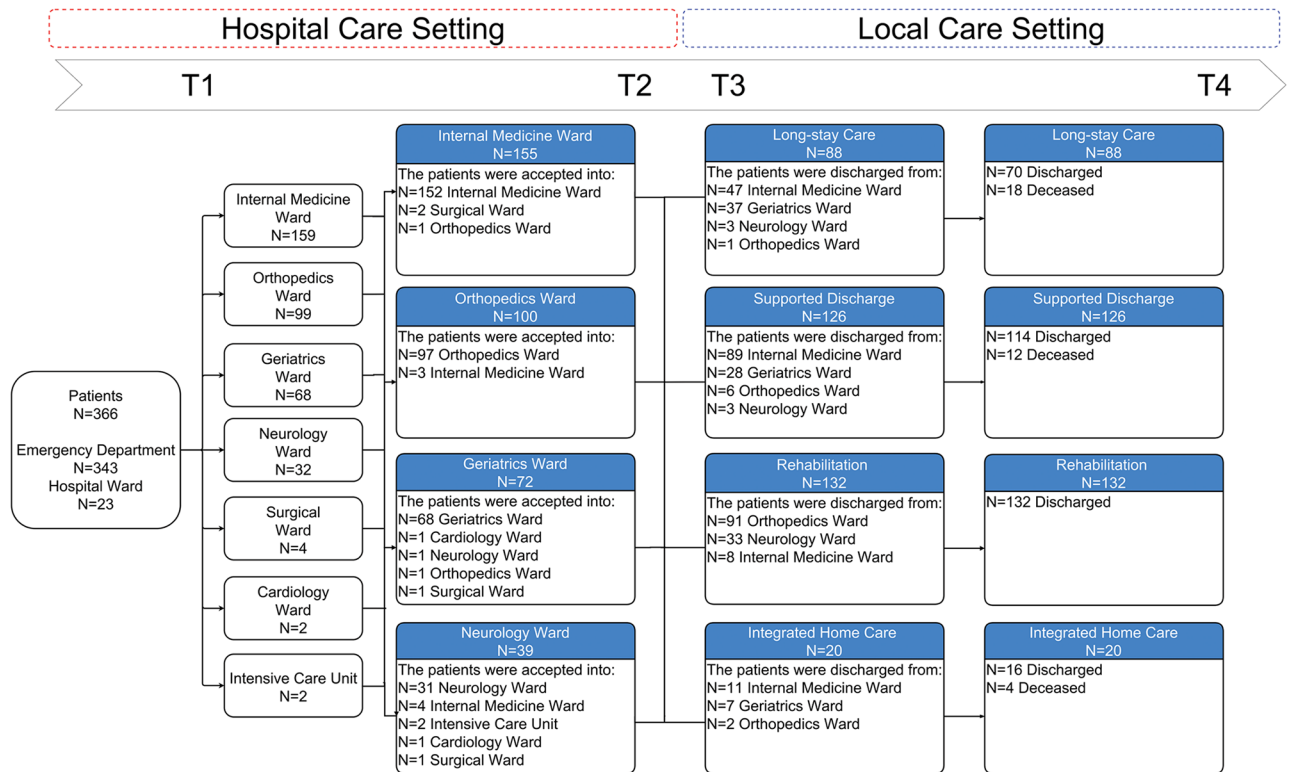 Hospital Care Setting
Local Care Setting
T1
T2
T3
T4
Patients
N=366
Emergency Department
N=343
Hospital Ward
N=23
Internal Medicine
Ward
N=159
Orthopedics
Ward
N=99
Geriatrics
Ward
N=68
Neurology
Ward
N=32
Surgical
Ward
N=4
Cardiology
Ward
N=2
Intensive Care Unit
N=2
Internal Medicine Ward
N=155
The patients were accepted into:
N=152 Internal Medicine Ward
N=2 Surgical Ward
N=1 Orthopedics Ward
Orthopedics Ward
N=100
The patients were accepted into:
N=97 Orthopedics Ward
N=3 Internal Medicine Ward
Geriatrics Ward
N=72
The patients were accepted into:
N=68 Geriatrics Ward
N=1 Cardiology Ward
N=1 Neurology Ward
N=1 Orthopedics Ward
N=1 Surgical Ward
Neurology Ward
N=39
The patients were accepted into:
N=31 Neurology Ward
N=4 Internal Medicine Ward
N=2 Intensive Care Unit
N=1 Cardiology Ward
N=1 Surgical Ward
Long-stay Care
N=88
The patients were discharged from:
N=47 Internal Medicine Ward
N=37 Geriatrics Ward
N=3 Neurology Ward
N=1 Orthopedics Ward
Supported Discharge
N=126
The patients were discharged from:
N=89 Internal Medicine Ward
N=28 Geriatrics Ward
N=6 Orthopedics Ward
N=3 Neurology Ward
Rehabilitation
N=132
The patients were discharged from:
N=91 Orthopedics Ward
N=33 Neurology Ward
N=8 Internal Medicine Ward
Integrated Home Care
N=20
The patients were discharged from:
N=11 Internal Medicine Ward
N=7 Geriatrics Ward
N=2 Orthopedics Ward
Long-stay Care
N=88
N=70 Discharged
N=18 Deceased
Supported Discharge
N=126
N=114 Discharged
N=12 Deceased
Rehabilitation
N=132
N=132 Discharged
Integrated Home Care
N=20
N=16 Discharged
N=4 Deceased